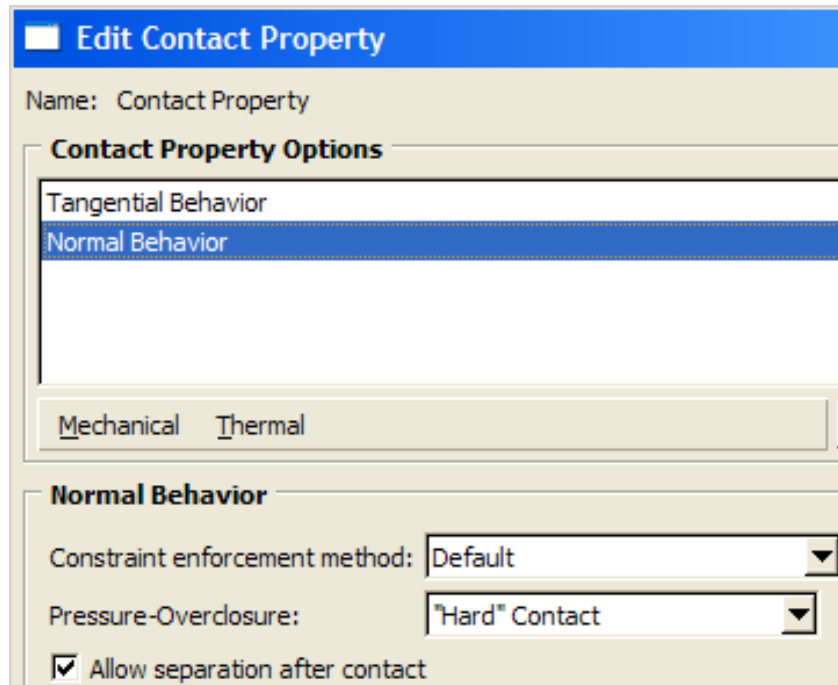 Edit Contact Property
Name: Contact Property
Contact Property Options
Tangential Behavior
Normal Behavior
Mechanical Thermal
Normal Behavior
Constraint enforcement method: Default
Pressure-Overclosure: "Hard" Contact
Allow separation after contact